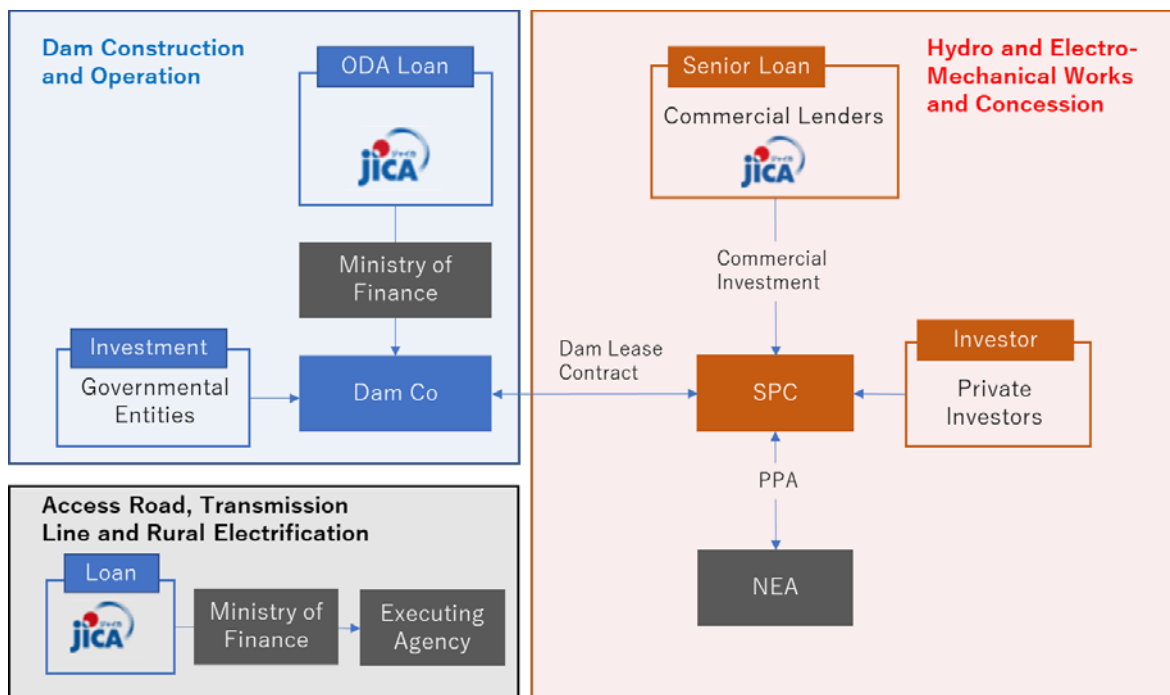 Dam Construction
and Operation
ODA Loan
ジャイカ
jICA
Ministry of
Finance
Investment
Governmental
Entities
Dam Co
Dam Lease
Contract
Hydro and Electro-
Mechanical Works
and Concession
Senior Loan
Commercial Lenders
ジャイカ
jICA
Commercial
Investment
SPC
Investor
Private
Investors
PPA
NEA
Access Road, Transmission
Line and Rural Electrification
Loan
ジャイカ
jICA
Ministry of
Finance
Executing
Agency